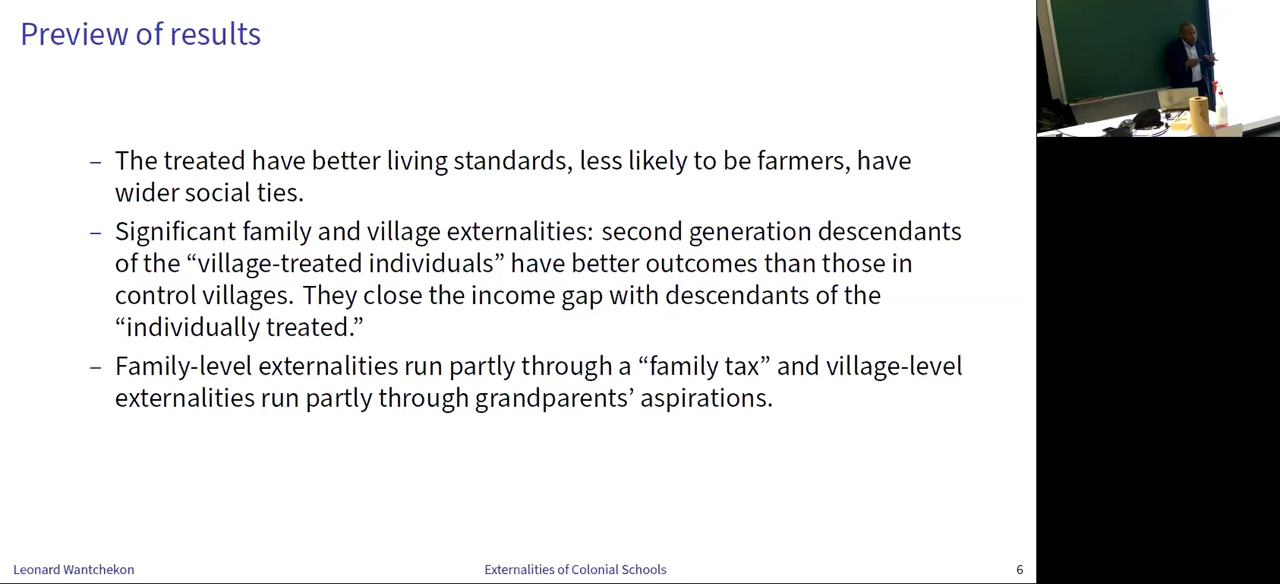 Preview of results
– The treated have better living standards, less likely to be farmers, have
wider social ties.
– Significant family and village externalities: second generation descendants
of the “village-treated individuals” have better outcomes than those in
control villages. They close the income gap with descendants of the
“individually treated.”
– Family-level externalities run partly through a “family tax” and village-level
externalities run partly through grandparents’ aspirations.
Leonard Wantchekon
Externalities of Colonial Schools
6